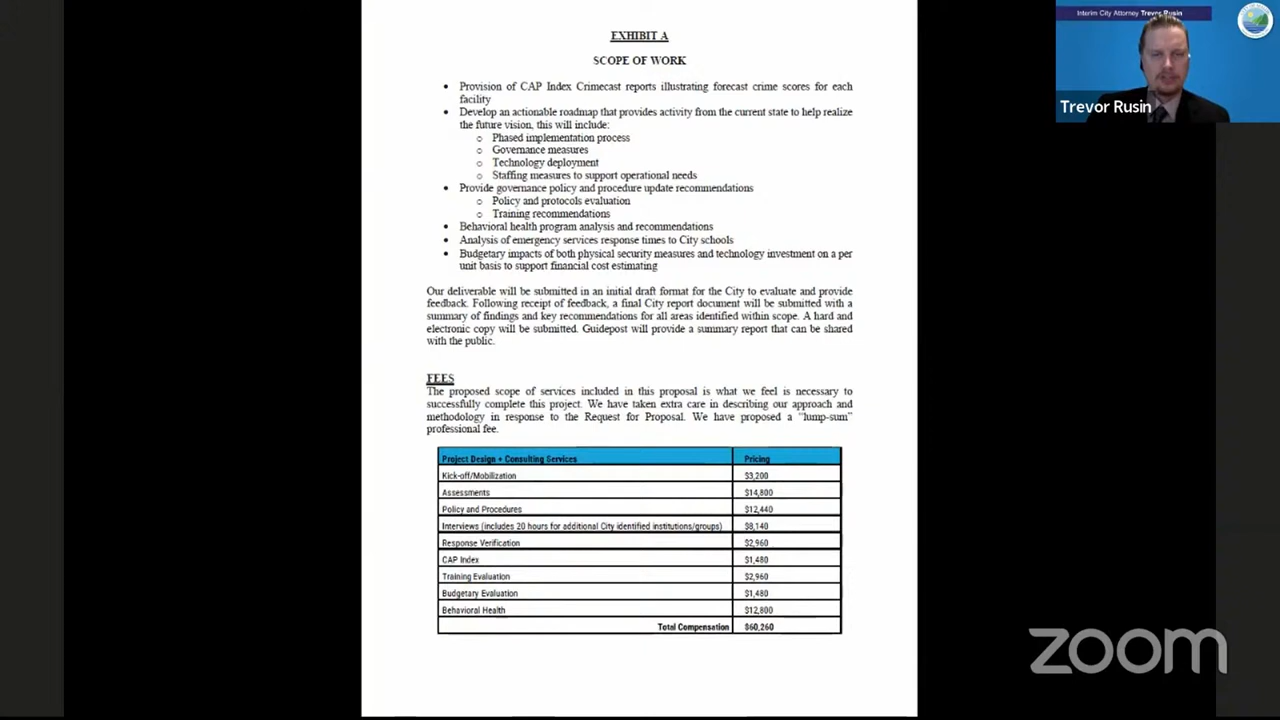 EXHIBIT A
SCOPE OF WORK
• Provision of CAP Index Crimecast reports illustrating forecast crime scores for each
facility
• Develop an actionable roadmap that provides activity from the current state to help realize
the future vision, this will include:
o Phased implementation process
o Governance measures
o Technology deployment
o Staffing measures to support operational needs
• Provide governance policy and procedure update recommendations
o Policy and protocols evaluation
o Training recommendations
• Behavioral health program analysis and recommendations
• Analysis of emergency services response times to City schools
• Budgetary impacts of both physical security measures and technology investment on a per
unit basis to support financial cost estimating
Our deliverable will be submitted in an initial draft format for the City to evaluate and provide
feedback. Following receipt of feedback, a final City report document will be submitted with a
summary of findings and key recommendations for all areas identified within scope. A hard and
electronic copy will be submitted. Guidepost will provide a summary report that can be shared
with the public.
FEES
The proposed scope of services included in this proposal is what we feel is necessary to
successfully complete this project. We have taken extra care in describing our approach and
methodology in response to the Request for Proposal. We have proposed a “lump-sum”
professional fee.
Project Design + Consulting Services Pricing
Kick-off/Mobilization $3,200
Assessments $14,800
Policy and Procedures $12,440
Interviews (includes 20 hours for additional City identified institutions/groups) $8,140
Response Verification $2,960
CAP Index $1,480
Training Evaluation $2,960
Budgetary Evaluation $1,480
Behavioral Health $12,800
Total Compensation $60,260
Interim City Attorney Trevor Rusin
Trevor Rusin
zoom